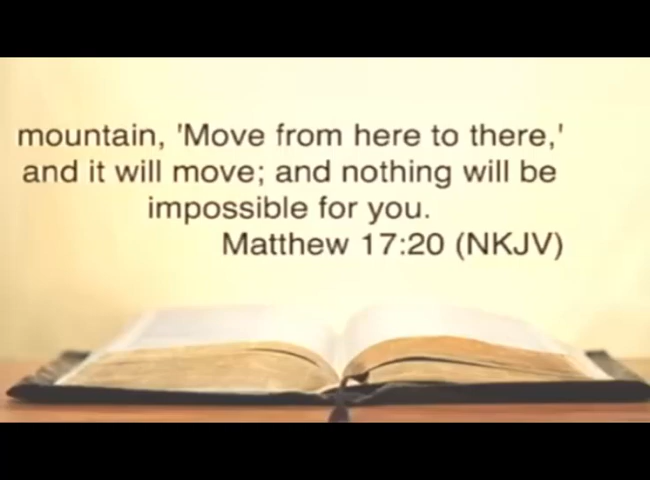 mountain, 'Move from here to there,'
and it will move; and nothing will be
impossible for you.
Matthew 17:20 (NKJV)